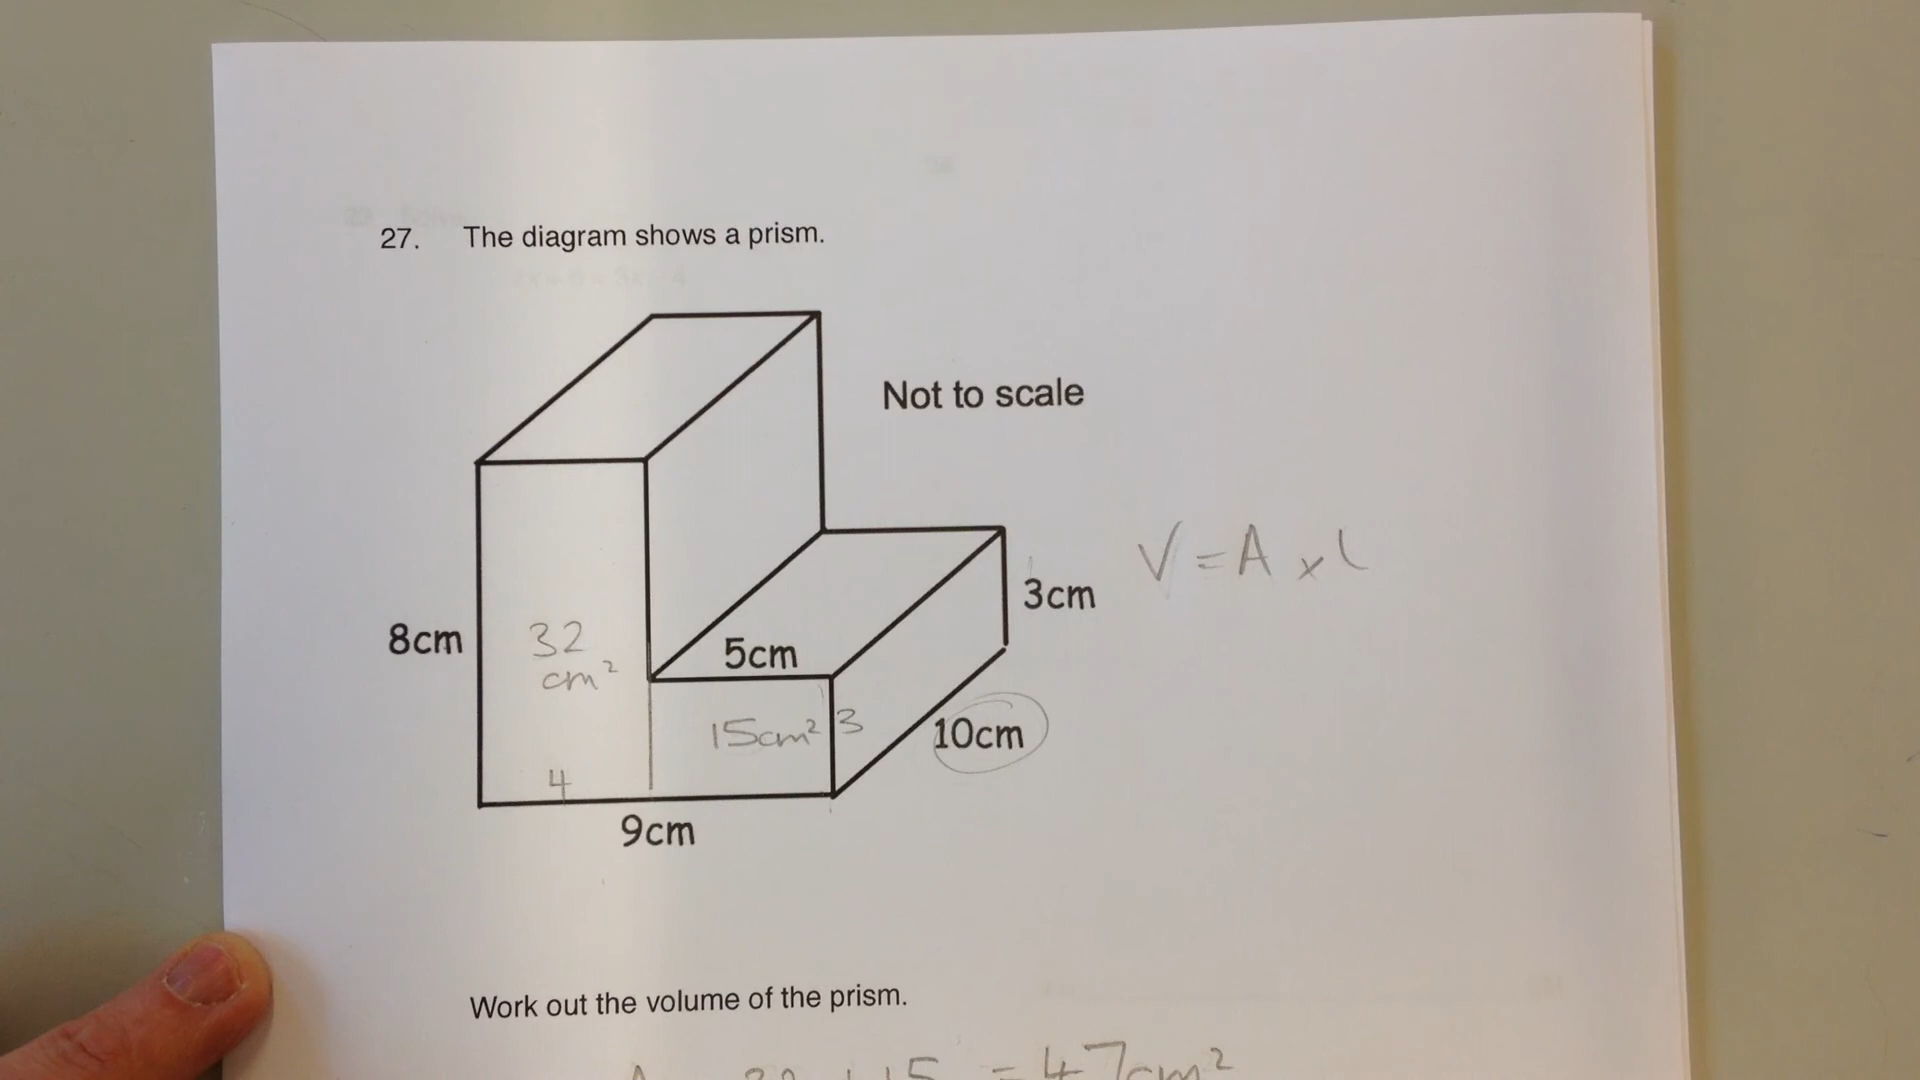 27. The diagram shows a prism.
Not to scale
V = A × l
3cm
8cm
32
cm²
5cm
15cm² 3
10cm
4
9cm
Work out the volume of the prism.
= 47cm²